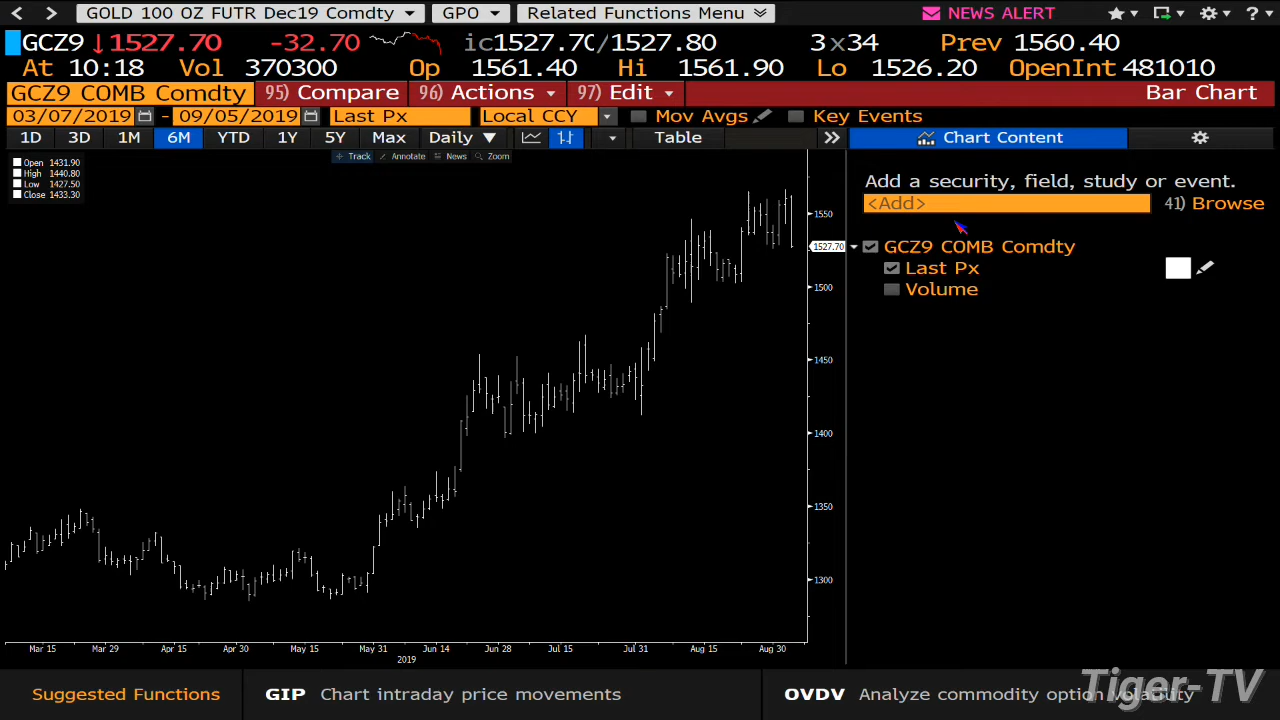 GOLD 100 OZ FUTR Dec19 Comdty GPO Related Functions Menu NEWS ALERT ?
GCZ9 ↓1527.70 -32.70 ic1527.70/1527.80 3x34 Prev 1560.40
At 10:18 Vol 370300 Op 1561.40 Hi 1561.90 Lo 1526.20 OpenInt 481010
GCZ9 COMB Comdty 95) Compare 96) Actions 97) Edit Bar Chart
03/07/2019 - 09/05/2019 Last Px Local CCY Mov Avgs Key Events
1D 3D 1M 6M YTD 1Y 5Y Max Daily ▼ Table » Chart Content
Track Annotate News Zoom
Open 1431.90
High 1440.80
Low 1427.50
Close 1433.30
Add a security, field, study or event.
<Add> 41) Browse
GCZ9 COMB Comdty
Last Px
Volume
1550
1527.70
1500
1450
1400
1350
1300
Mar 15 Mar 29 Apr 15 Apr 30 May 15 May 31 Jun 14 Jun 28 Jul 15 Jul 31 Aug 15 Aug 30
2019
Suggested Functions GIP Chart intraday price movements OVDV Analyze commodity option volatility
Tiger-TV